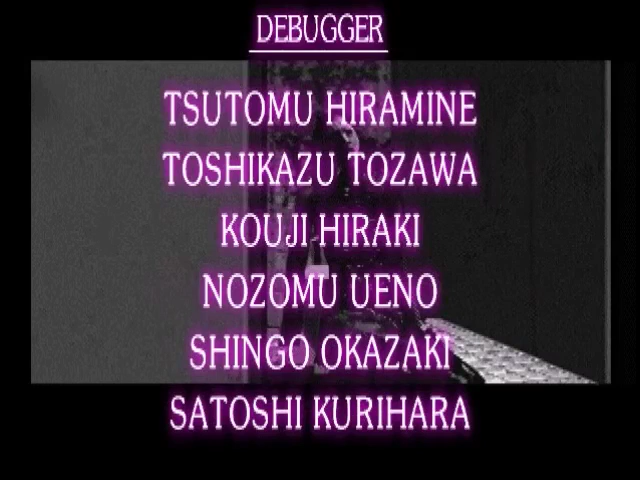 DEBUGGER
TSUTOMU HIRAMINE
TOSHIKAZU TOZAWA
KOUJI HIRAKI
NOZOMU UENO
SHINGO OKAZAKI
SATOSHI KURIHARA